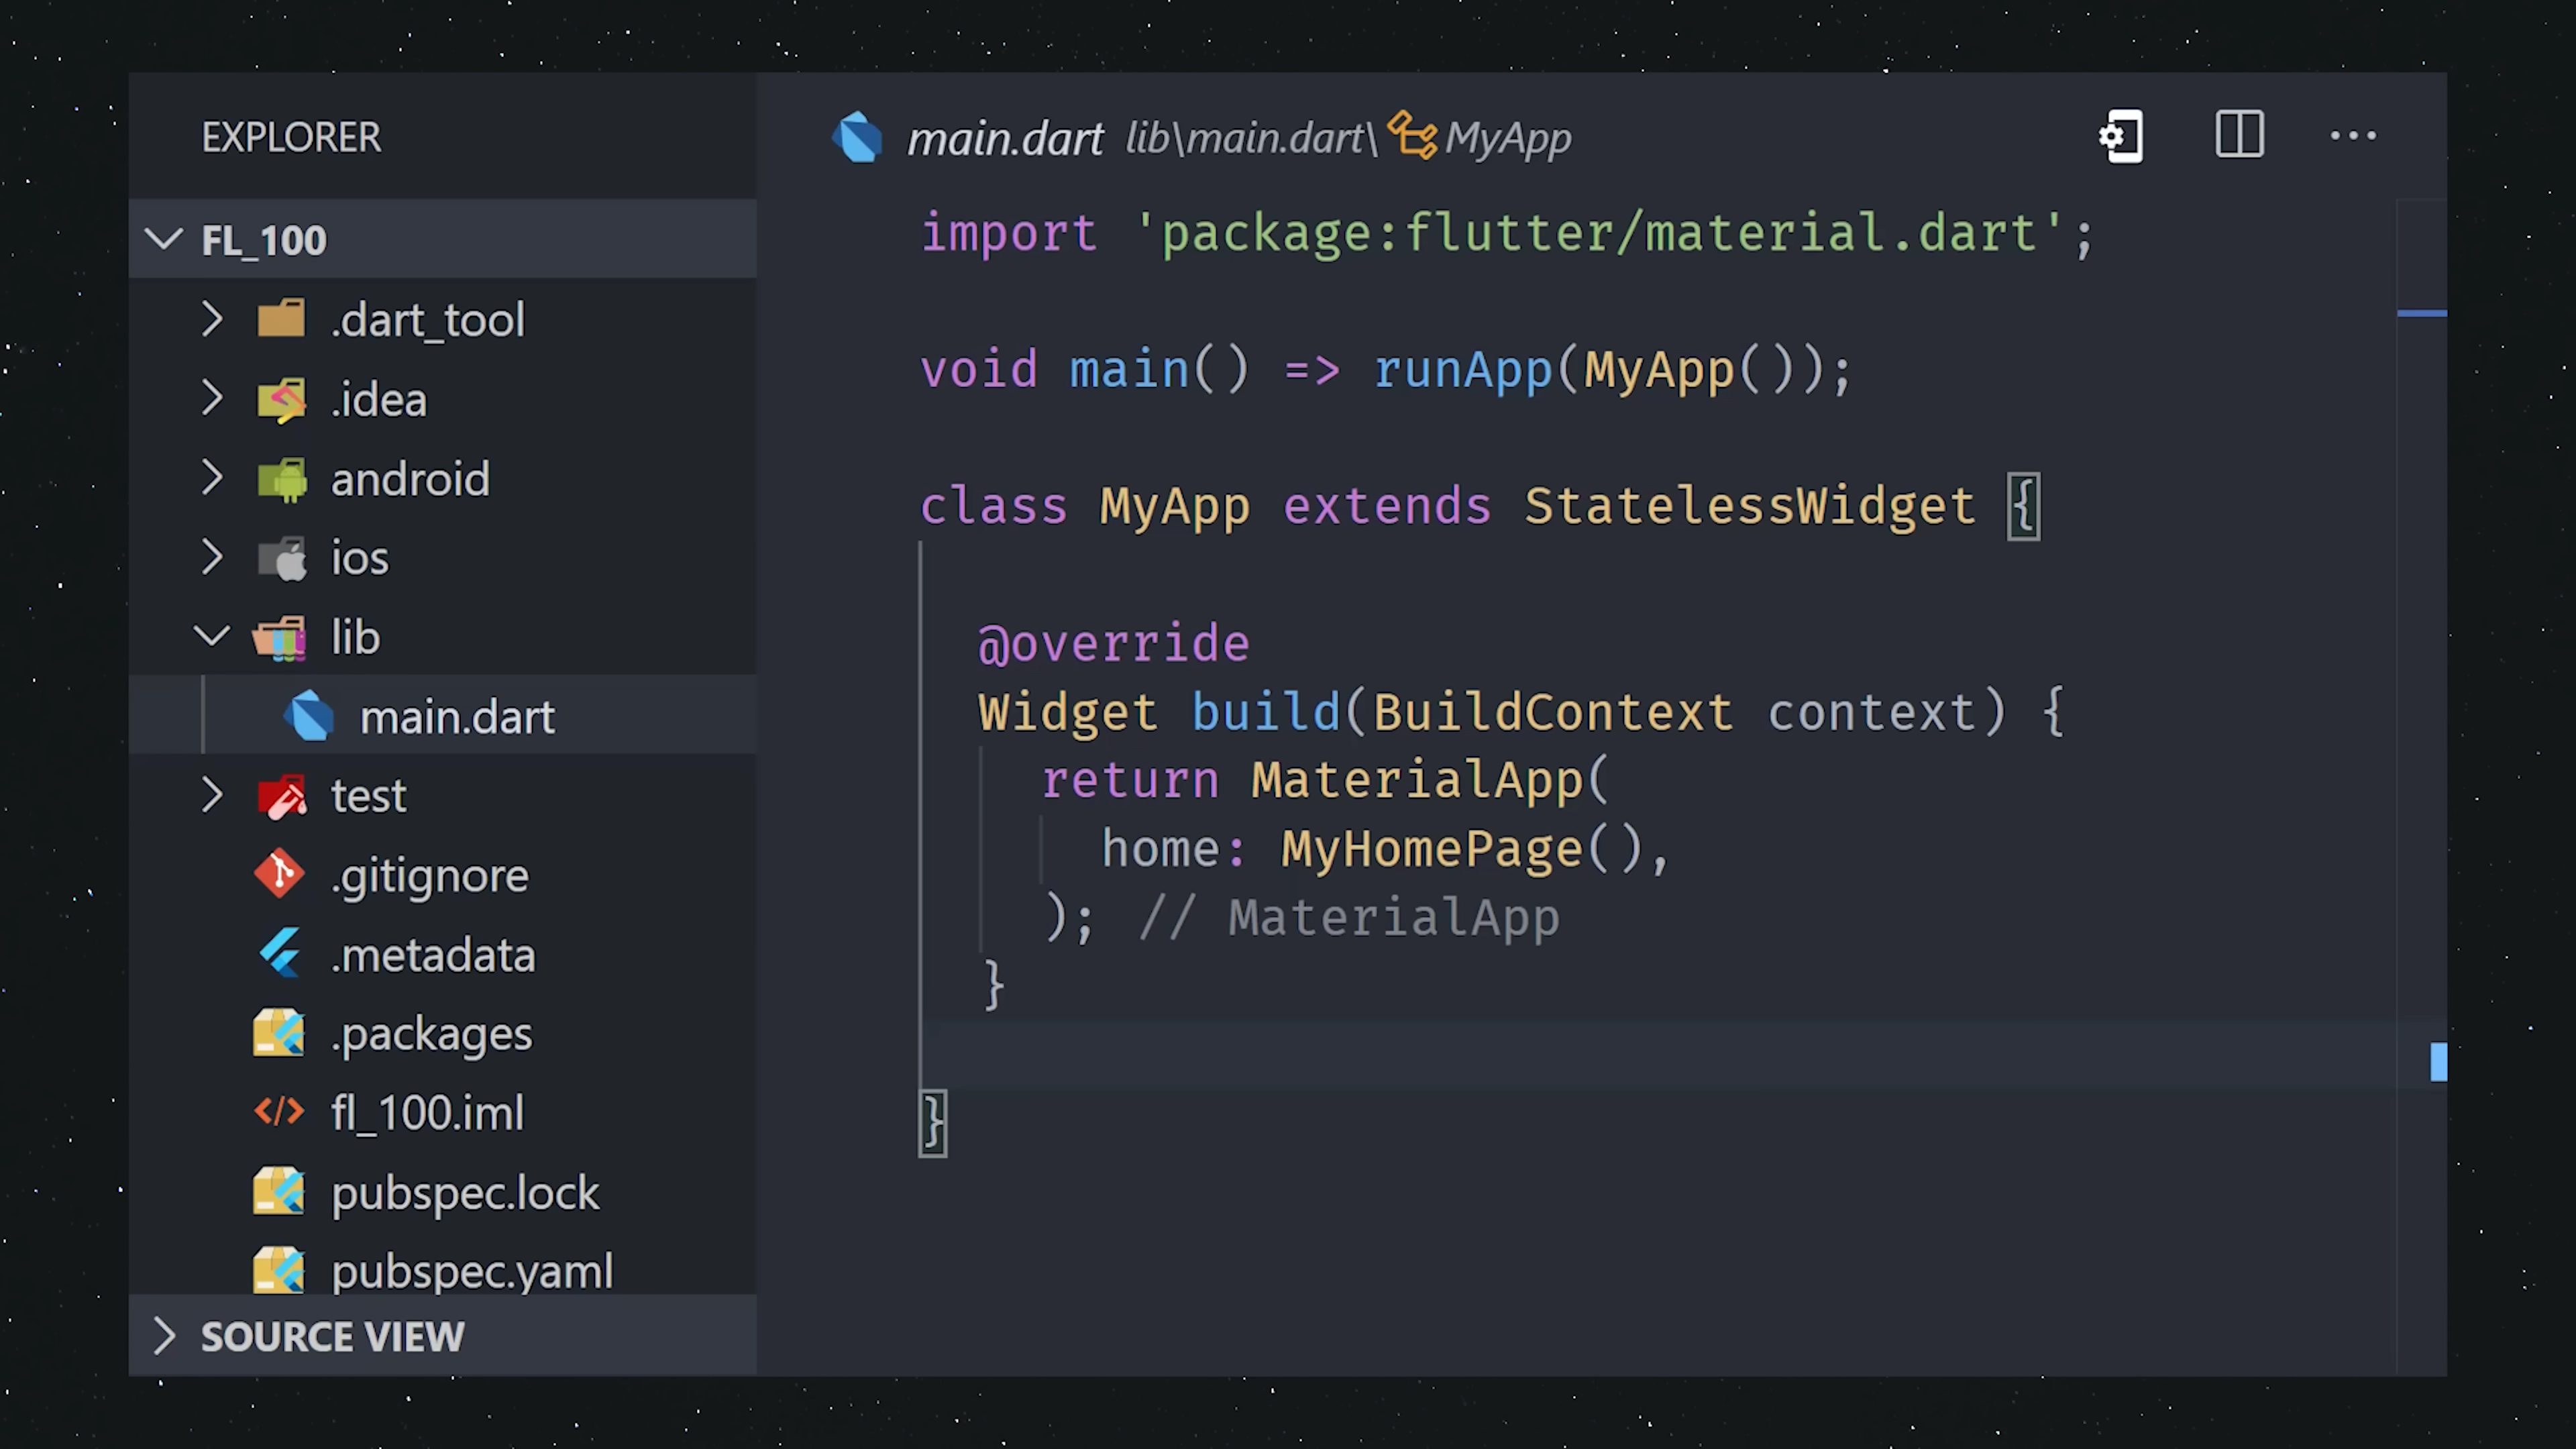 EXPLORER
FL_100
.dart_tool
.idea
android
ios
lib
main.dart
test
.gitignore
.metadata
.packages
fl_100.iml
pubspec.lock
pubspec.yaml
SOURCE VIEW
main.dart lib\main.dart\ MyApp
import 'package:flutter/material.dart';
void main() => runApp(MyApp());
class MyApp extends StatelessWidget {
@override
Widget build(BuildContext context) {
return MaterialApp(
home: MyHomePage(),
); // MaterialApp
}
}